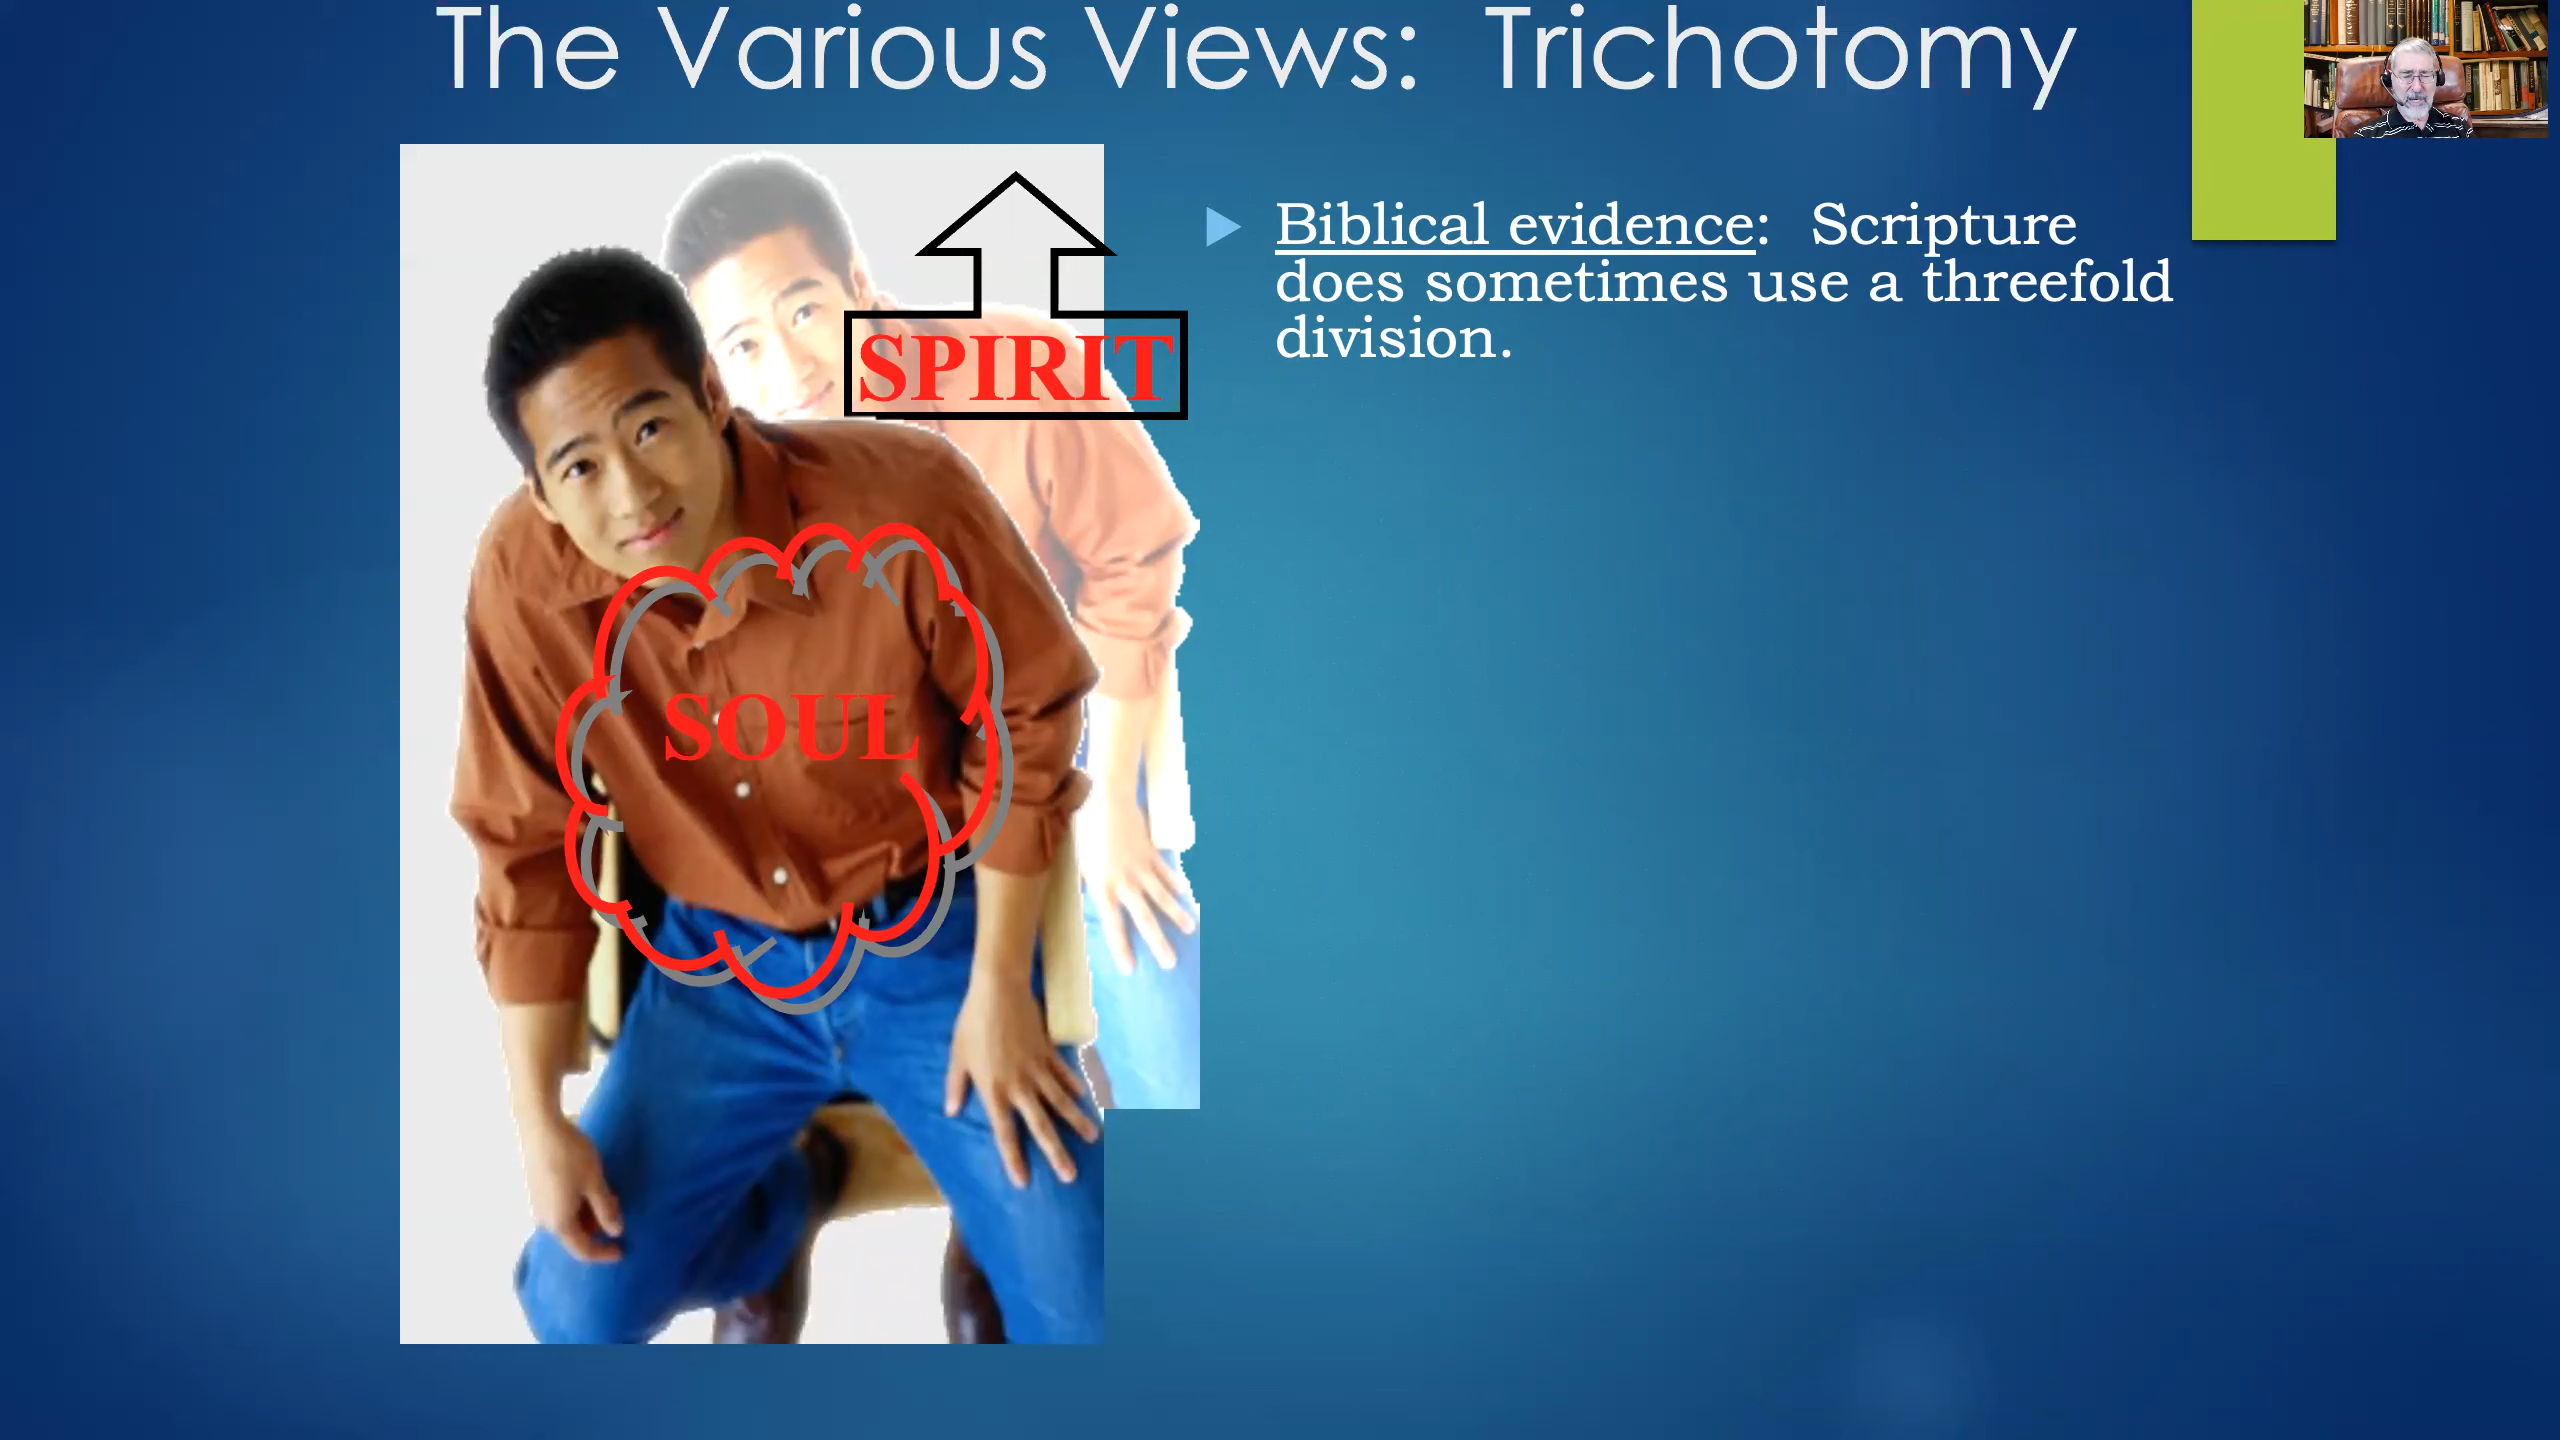 The Various Views:  Trichotomy
SPIRIT
SOUL
Biblical evidence:  Scripture
does sometimes use a threefold
division.